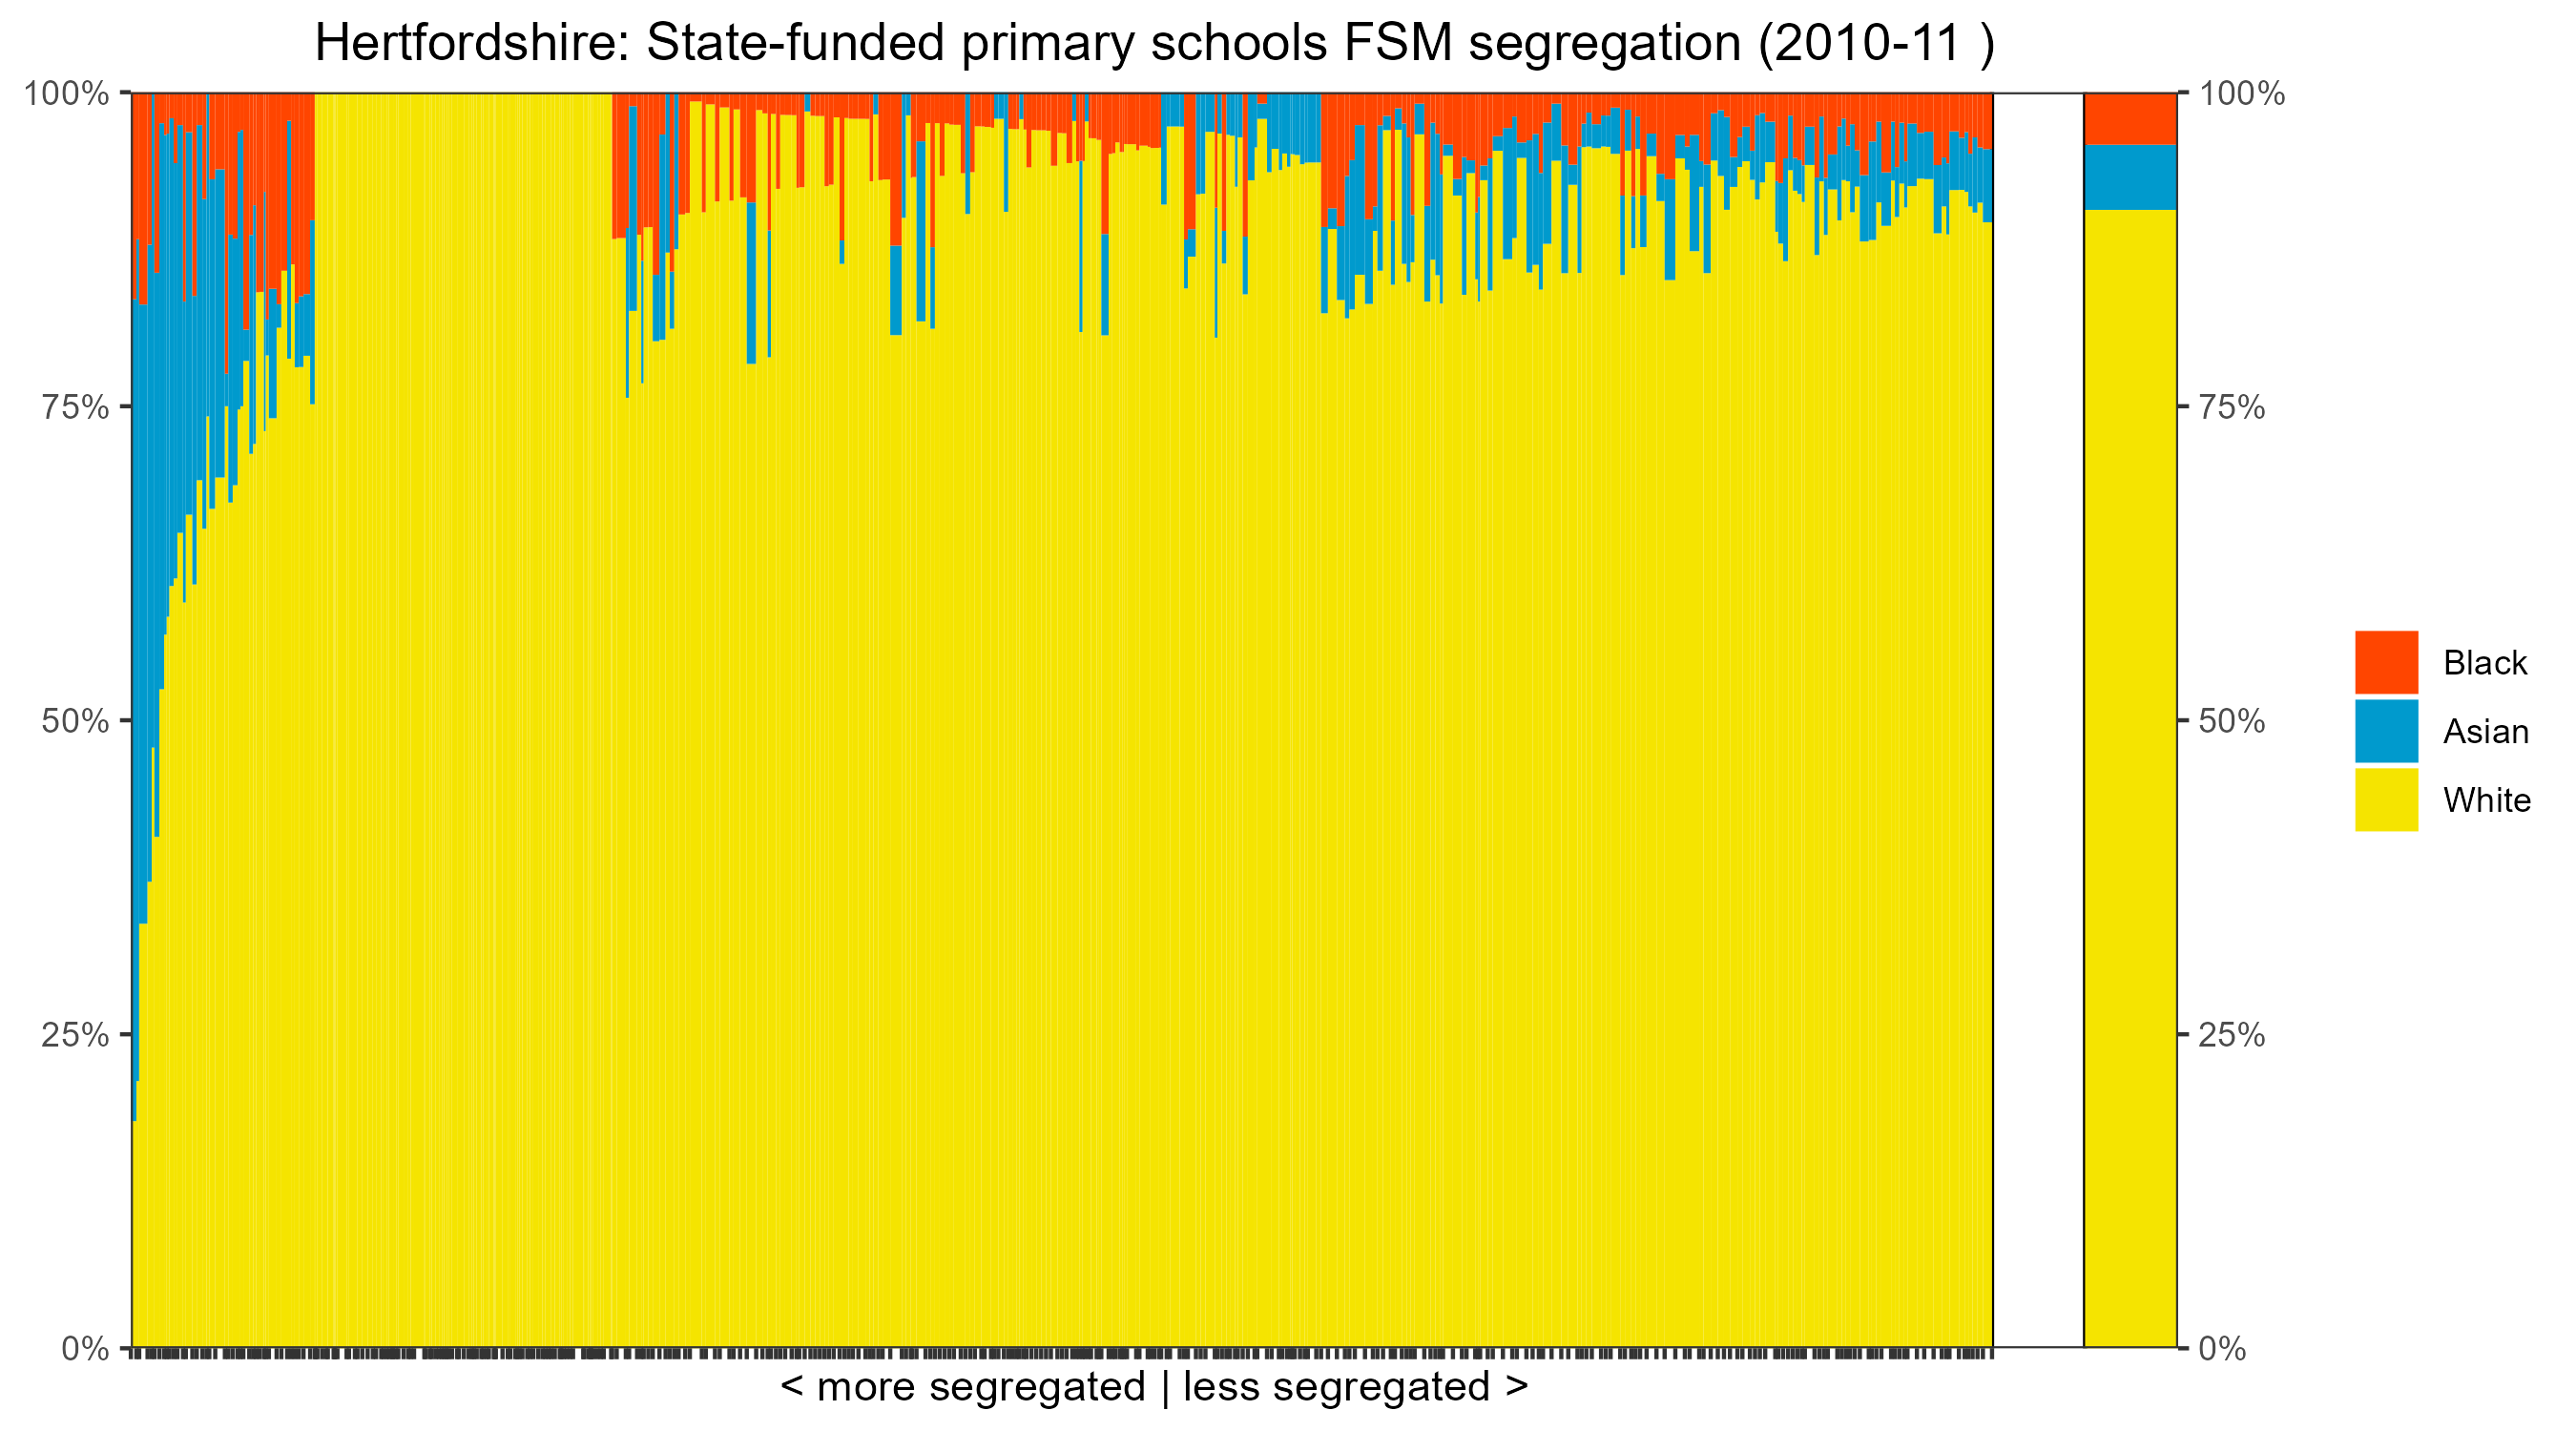 Hertfordshire: State-funded primary schools FSM segregation (2010-11 )
100%
75%
50%
25%
0%
100%
75%
50%
25%
0%
Black
Asian
White
< more segregated | less segregated >